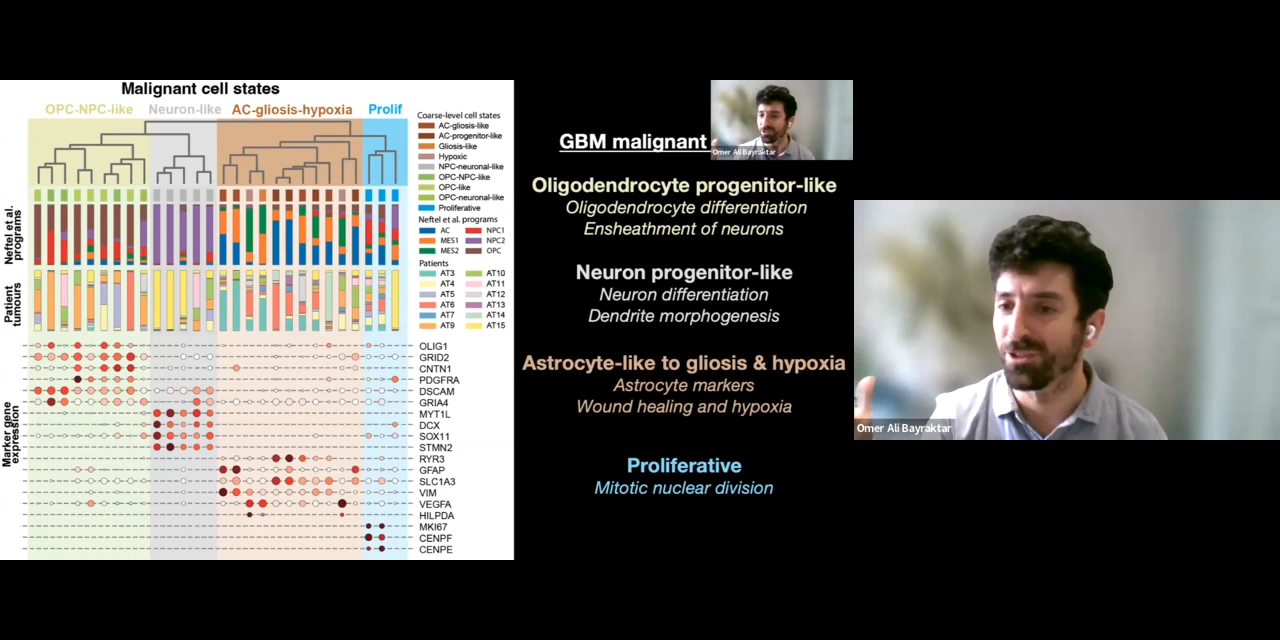 Malignant cell states
OPC-NPC-like
Neuron-like
AC-gliosis-hypoxia
Prolif
Coarse-level cell states
AC-gliosis-like
AC-progenitor-like
Gliosis-like
Hypoxic
NPC-neuronal-like
OPC-NPC-like
OPC-like
OPC-neuronal-like
Proliferative
Neftel et al. programs
AC
NPC1
MES1
NPC2
MES2
OPC
Patients
AT3
AT10
AT4
AT11
AT5
AT12
AT6
AT13
AT7
AT14
AT9
AT15
Neftel et al.
programs
Patient
tumours
Marker gene
expression
OLIG1
GRID2
CNTN1
PDGFRA
DSCAM
GRIA4
MYT1L
DCX
SOX11
STMN2
RYR3
GFAP
SLC1A3
VIM
VEGFA
HILPDA
MKI67
CENPF
CENPE
GBM malignant
Oligodendrocyte progenitor-like
Oligodendrocyte differentiation
Ensheathment of neurons
Neuron progenitor-like
Neuron differentiation
Dendrite morphogenesis
Astrocyte-like to gliosis & hypoxia
Astrocyte markers
Wound healing and hypoxia
Proliferative
Mitotic nuclear division
Omer Ali Bayraktar
Omer Ali Bayraktar